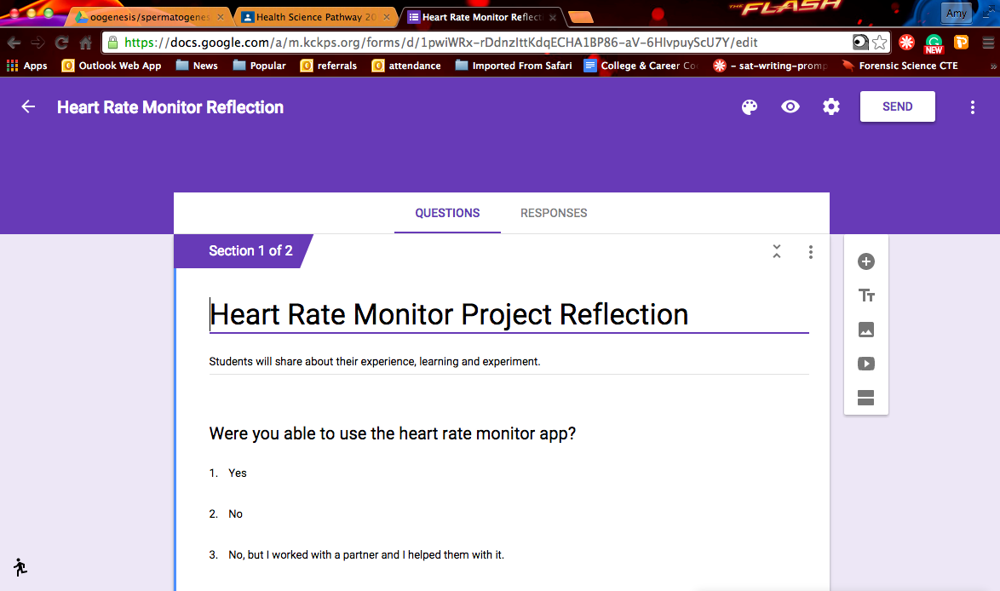 THE FLASH
Amy
oogenesis/spermatogenes
Health Science Pathway 20
Heart Rate Monitor Reflect
https://docs.google.com/a/m.kckps.org/forms/d/1pwiWRx-rDdnzIttKdqECHA1BP86-aV-6HlvpuyScU7Y/edit
NEW
Apps
Outlook Web App
News
Popular
referrals
attendance
Imported From Safari
College & Career Co
- sat-writing-promp
Forensic Science CTE
»
Heart Rate Monitor Reflection
SEND
QUESTIONS
RESPONSES
Section 1 of 2
Heart Rate Monitor Project Reflection
Students will share about their experience, learning and experiment.
Were you able to use the heart rate monitor app?
1. Yes
2. No
3. No, but I worked with a partner and I helped them with it.
Tт